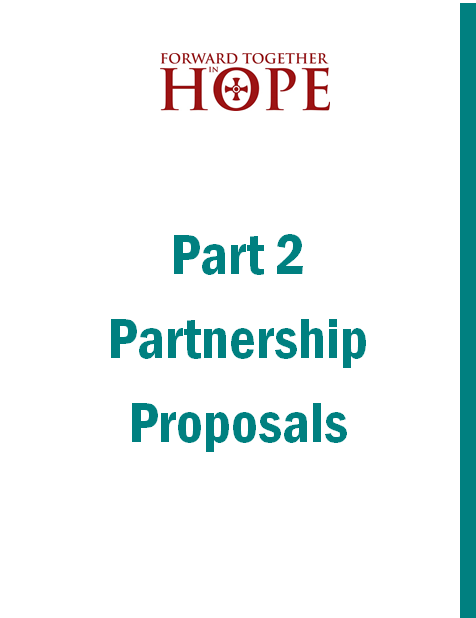 FORWARD TOGETHER
IN
HOPE
Part 2
Partnership
Proposals